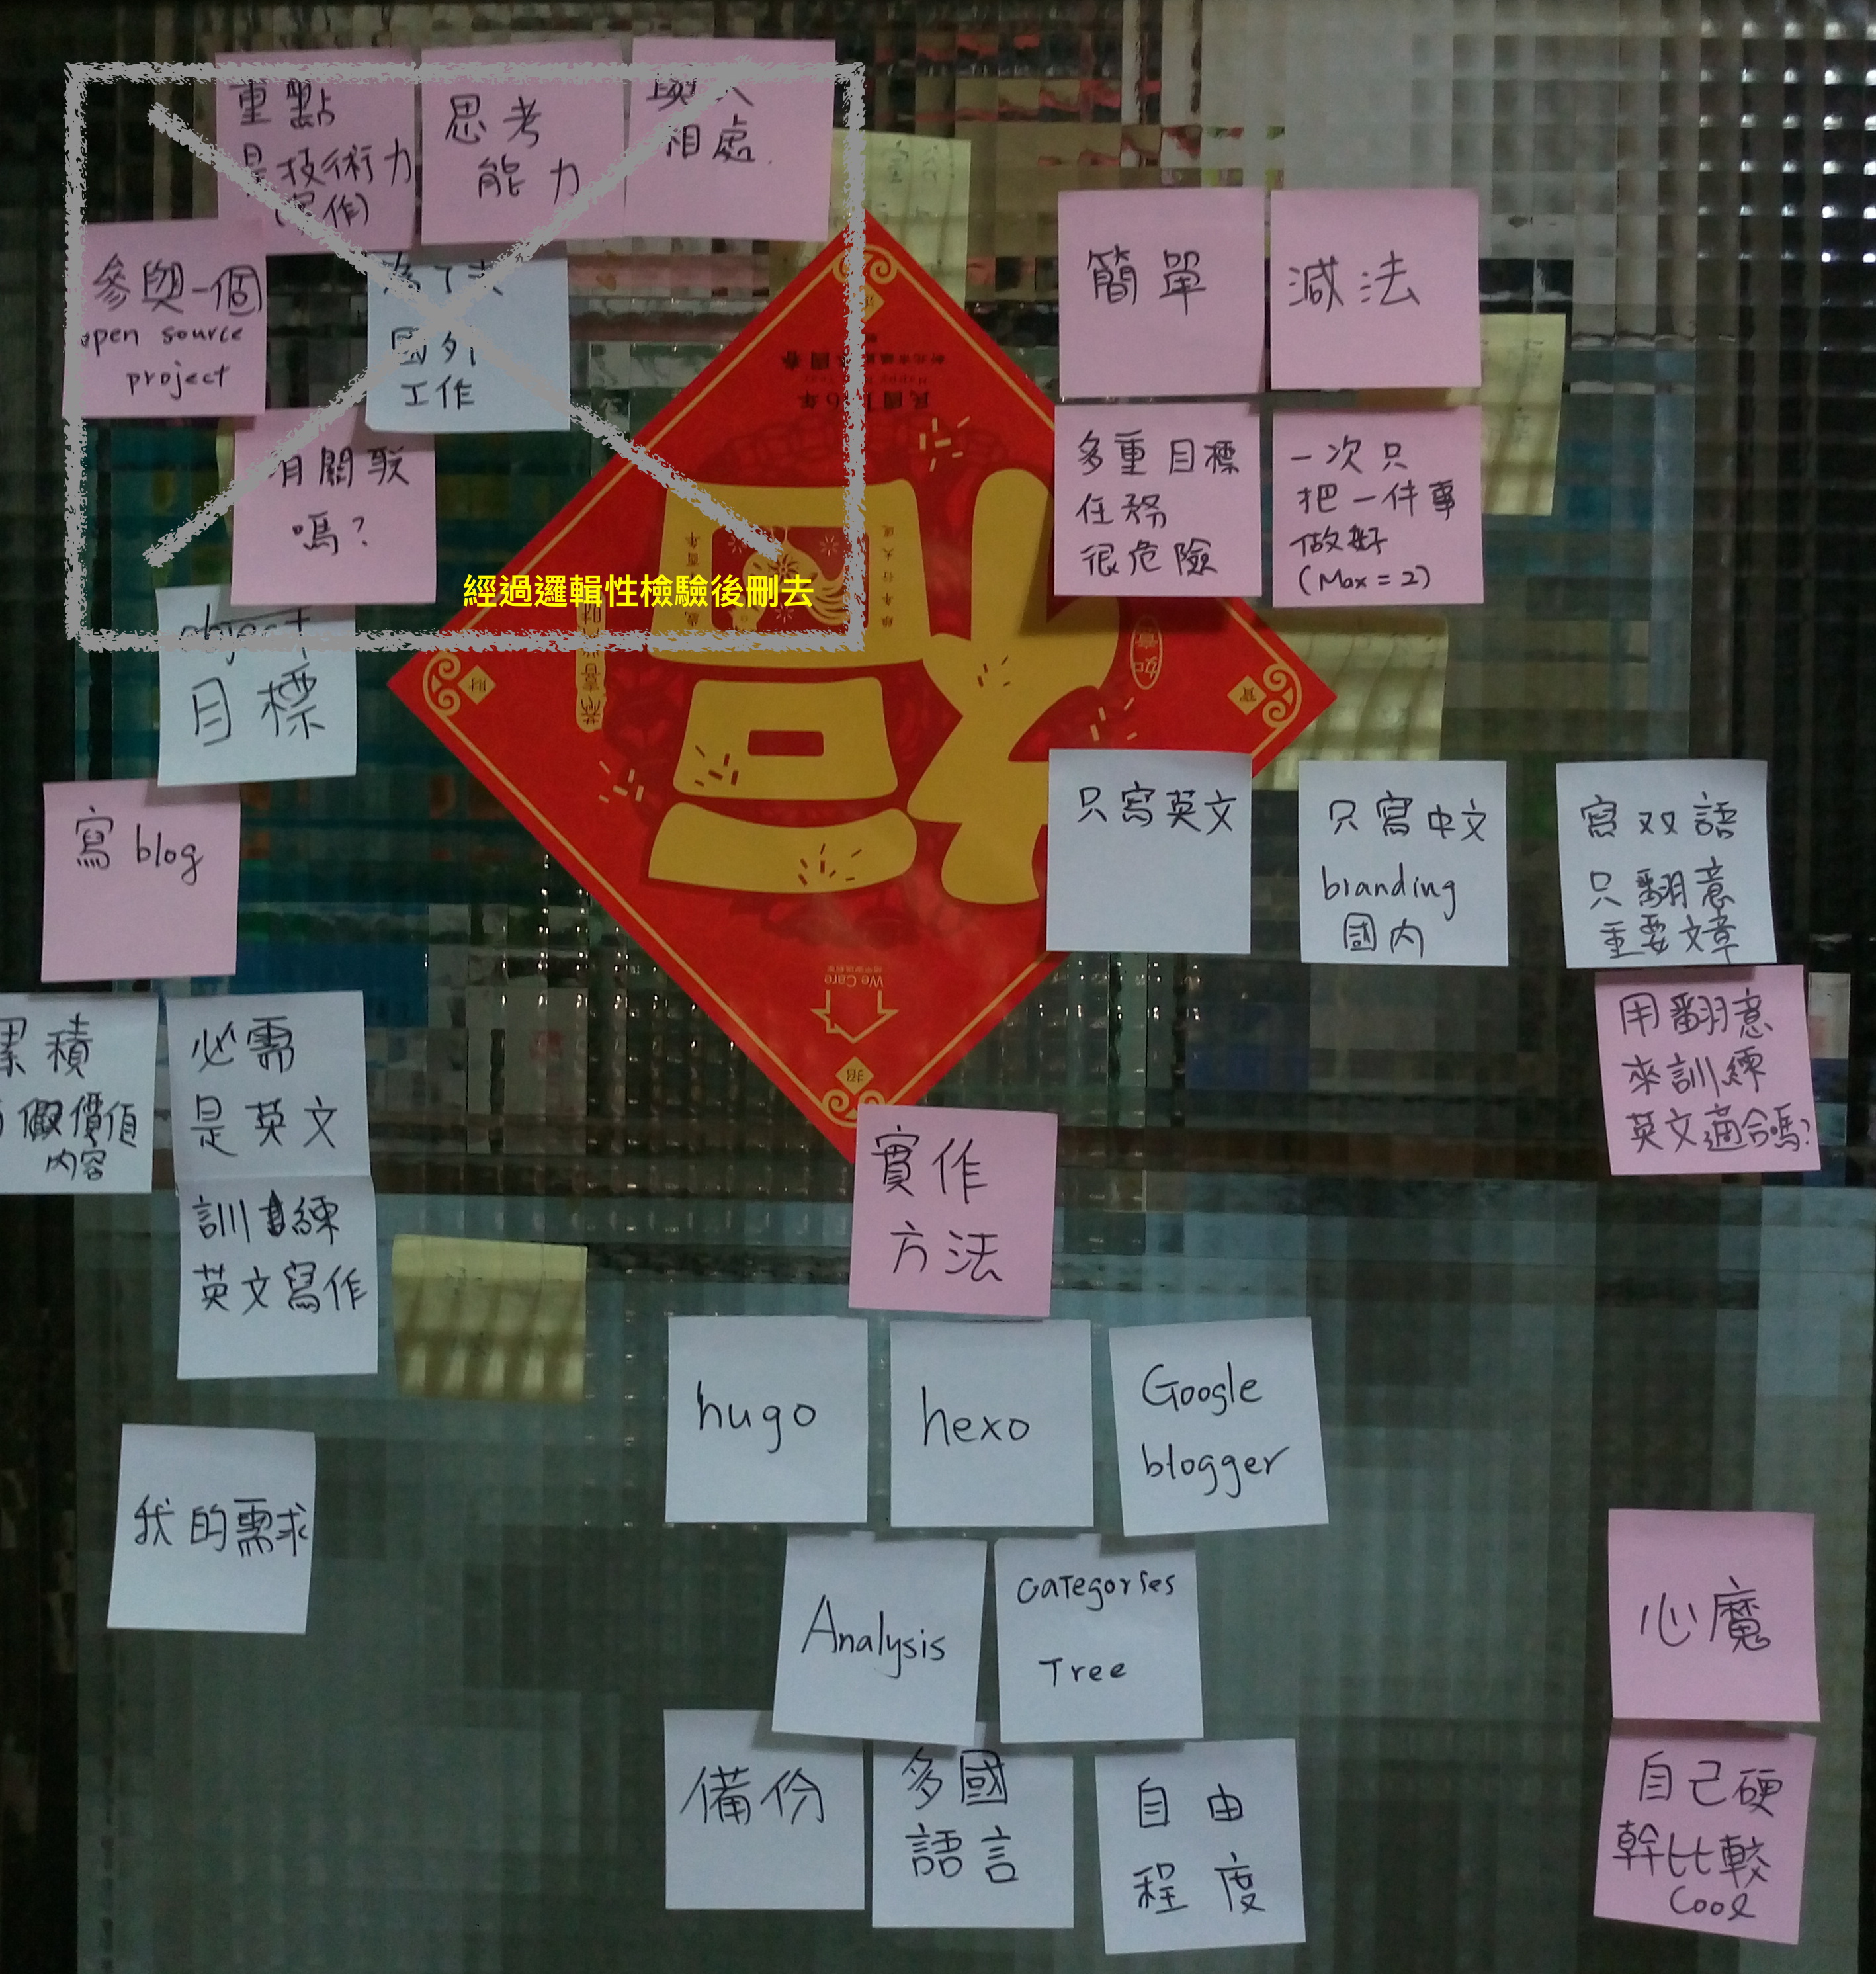 重點
是技術力
(寫作)
思考
能力
與人
相處
參與一個
open source
project
為了去
國外
工作
有關聯
嗎?
經過邏輯性檢驗後刪去
簡單
減法
多重目標
任務
很危險
一次只
把一件事
做好
(Max = 2)
object
目標
寫 blog
累積
價值
內容
必需
是英文
訓練
英文寫作
我的需求
只寫英文
只寫中文
branding
國內
寫双語
只翻意
重要文章
用翻意
來訓練
英文適合嗎?
We Care
實作
方法
hugo
hexo
Google
blogger
Analysis
categories
Tree
備份
多國
語言
自由
程度
心魔
自己硬
幹比較
Cool